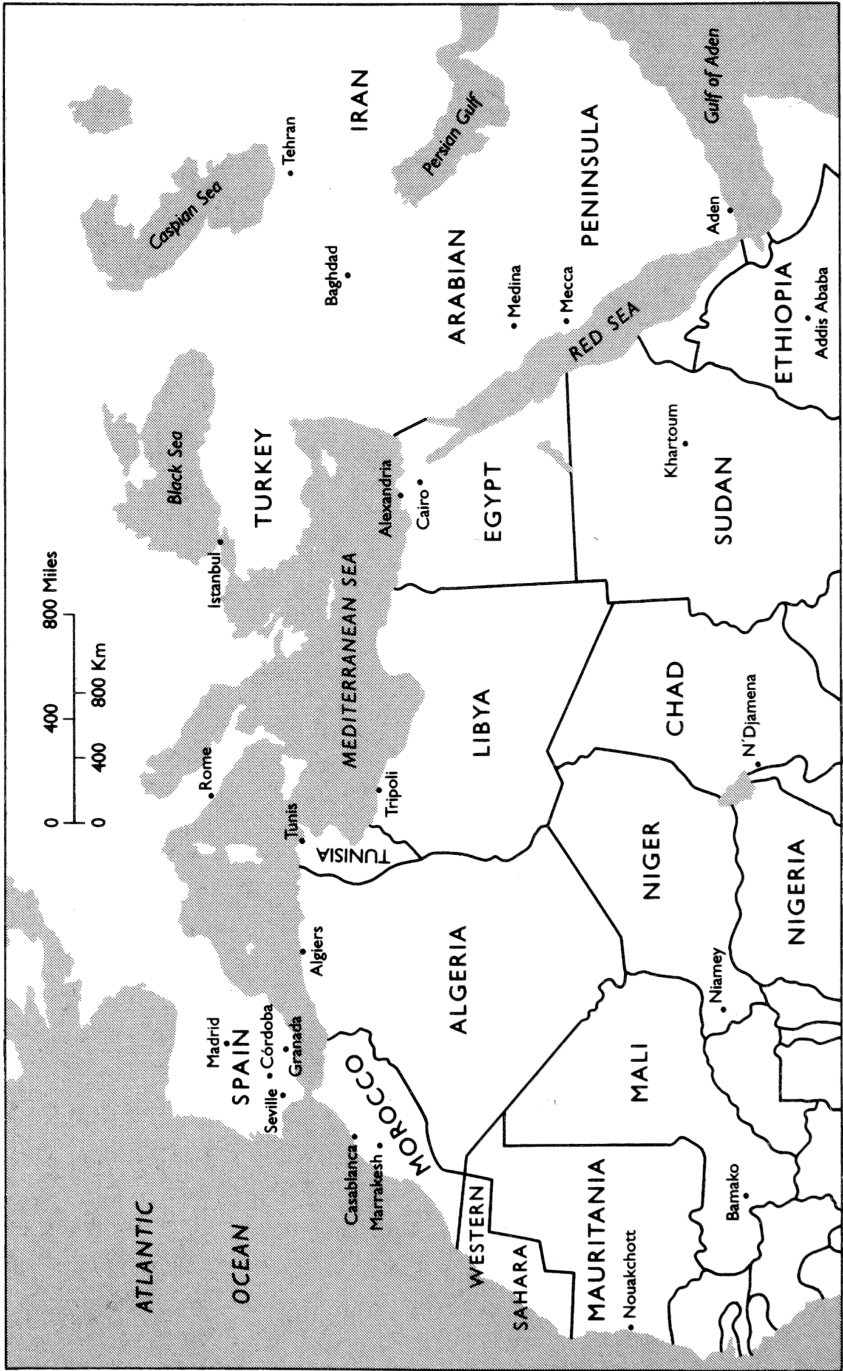 0 400 800 Miles
0 400 800 Km
ATLANTIC
OCEAN
Madrid
SPAIN
Córdoba
Seville
Granada
Rome
Istanbul
Black Sea
TURKEY
Caspian Sea
Tehran
IRAN
Baghdad
Persian Gulf
MEDITERRANEAN SEA
Casablanca
Marrakesh
MOROCCO
Algiers
ALGERIA
Tunis
TUNISIA
Tripoli
LIBYA
Alexandria
Cairo
EGYPT
ARABIAN
PENINSULA
Medina
Mecca
RED SEA
WESTERN
SAHARA
MAURITANIA
Nouakchott
MALI
Bamako
NIGER
Niamey
NIGERIA
CHAD
N'Djamena
SUDAN
Khartoum
ETHIOPIA
Addis Ababa
Aden
Gulf of Aden